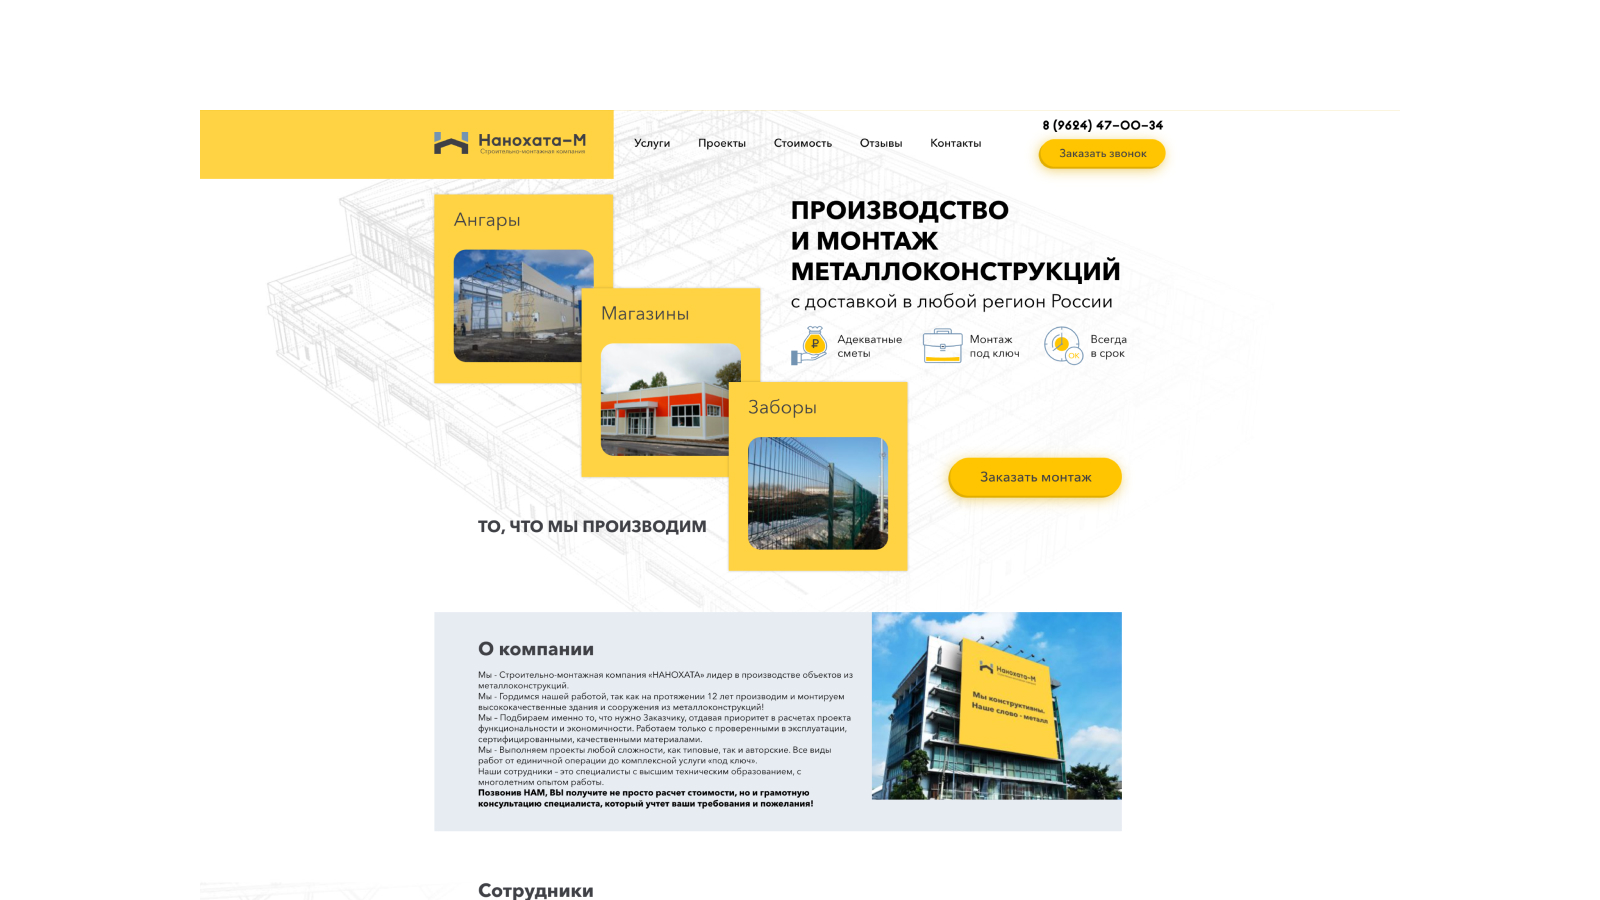 Нанохата-М
Строительно-монтажная компания
Услуги
Проекты
Стоимость
Отзывы
Контакты
8 (9624) 47-00-34
Заказать звонок
Ангары
Магазины
Заборы
ПРОИЗВОДСТВО
И МОНТАЖ
МЕТАЛЛОКОНСТРУКЦИЙ
с доставкой в любой регион России
₽
Адекватные
сметы
Монтаж
под ключ
OK
Всегда
в срок
Заказать монтаж
ТО, ЧТО МЫ ПРОИЗВОДИМ
О компании
Мы - Строительно-монтажная компания «НАНОХАТА» лидер в производстве объектов из
металлоконструкций.
Мы - Гордимся нашей работой, так как на протяжении 12 лет производим и монтируем
высококачественные здания и сооружения из металлоконструкций!
Мы – Подбираем именно то, что нужно Заказчику, отдавая приоритет в расчетах проекта
функциональности и экономичности. Работаем только с проверенными в эксплуатации,
сертифицированными, качественными материалами.
Мы - Выполняем проекты любой сложности, как типовые, так и авторские. Все виды
работ от единичной операции до комплексной услуги «под ключ».
Наши сотрудники – это специалисты с высшим техническим образованием, с
многолетним опытом работы.
Позвонив НАМ, ВЫ получите не просто расчет стоимости, но и грамотную
консультацию специалиста, который учтет ваши требования и пожелания!
Нанохата-М
Мы конструктивны.
Наше слово - металл
Сотрудники